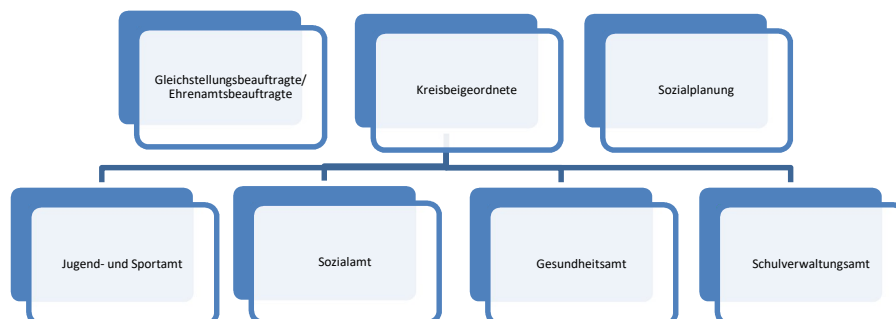 Gleichstellungsbeauftragte/
Ehrenamtsbeauftragte
Kreisbeigeordnete
Sozialplanung
Jugend- und Sportamt
Sozialamt
Gesundheitsamt
Schulverwaltungsamt